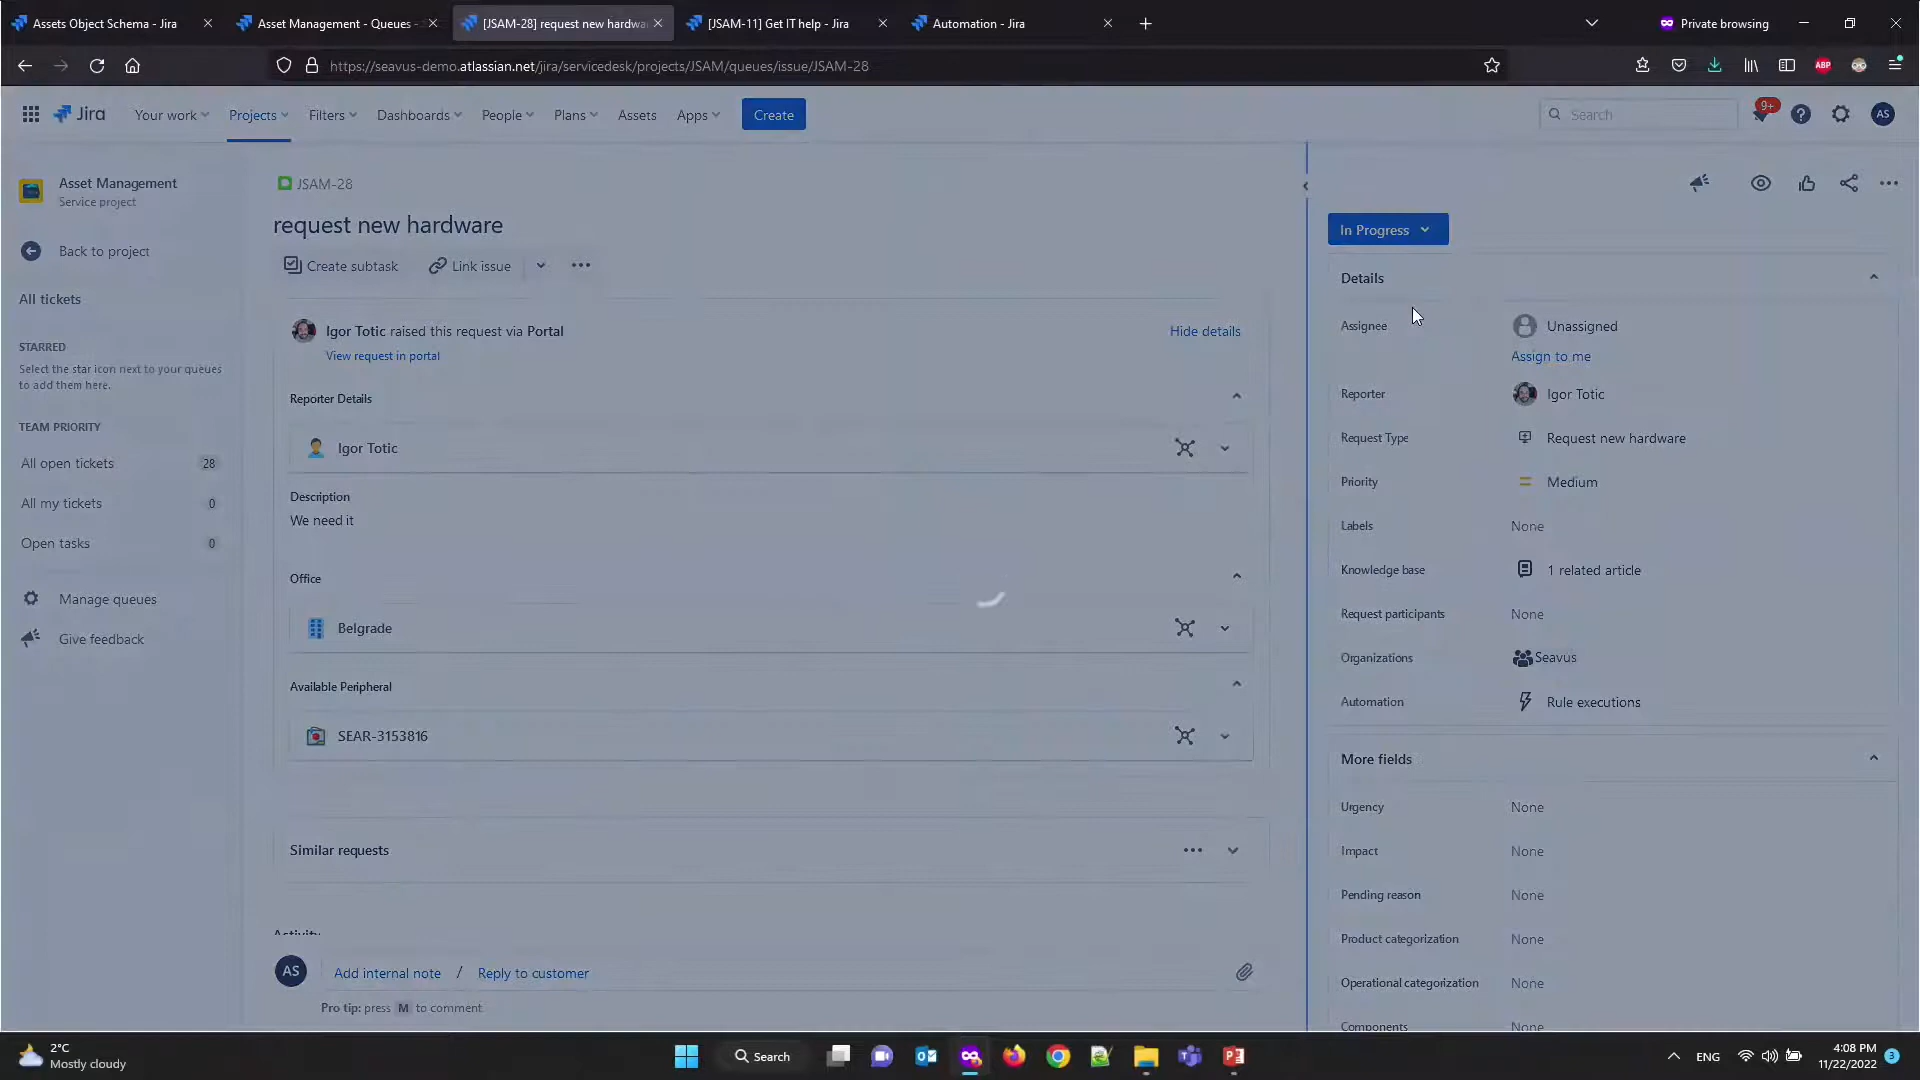 Assets Object Schema - Jira
Asset Management - Queues -
[JSAM-28] request new hardwa
[JSAM-11] Get IT help - Jira
Automation - Jira
Private browsing
https://seavus-demo.atlassian.net/jira/servicedesk/projects/JSAM/queues/issue/JSAM-28
ABP
Jira
Your work
Projects
Filters
Dashboards
People
Plans
Assets
Apps
Create
Search
9+
AS
Asset Management
Service project
Back to project
All tickets
STARRED
Select the star icon next to your queues
to add them here.
TEAM PRIORITY
All open tickets 28
All my tickets 0
Open tasks 0
Manage queues
Give feedback
JSAM-28
request new hardware
Create subtask
Link issue
Igor Totic raised this request via Portal
Hide details
View request in portal
Reporter Details
Igor Totic
Description
We need it
Office
Belgrade
Available Peripheral
SEAR-3153816
Similar requests
Activity
AS
Add internal note / Reply to customer
Pro tip: press M to comment
In Progress
Details
Assignee Unassigned
Assign to me
Reporter Igor Totic
Request Type Request new hardware
Priority Medium
Labels None
Knowledge base 1 related article
Request participants None
Organizations Seavus
Automation Rule executions
More fields
Urgency None
Impact None
Pending reason None
Product categorization None
Operational categorization None
Components None
2°C
Mostly cloudy
Search
ENG
4:08 PM
11/22/2022
3